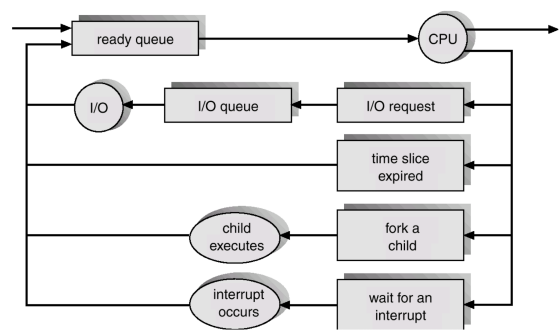 ready queue
CPU
I/O
I/O queue
I/O request
time slice
expired
child
executes
fork a
child
interrupt
occurs
wait for an
interrupt